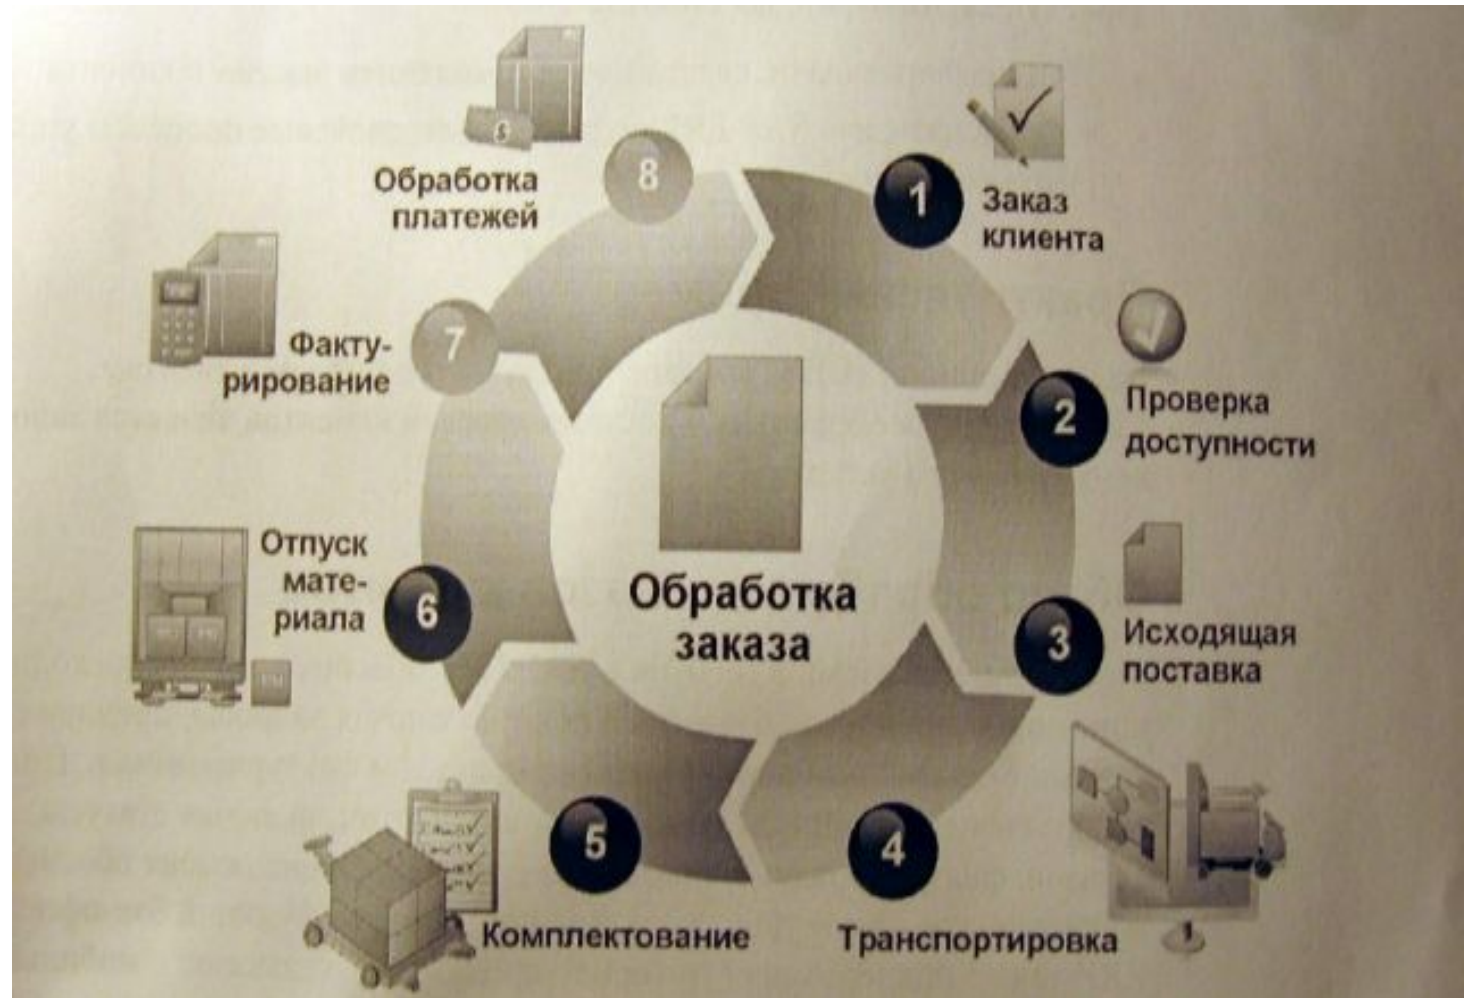 8
Обработка
платежей
1
Заказ
клиента
7
Факту-
рирование
2
Проверка
доступности
Обработка
заказа
6
Отпуск
мате-
риала
3
Исходящая
поставка
5
Комплектование
4
Транспортировка